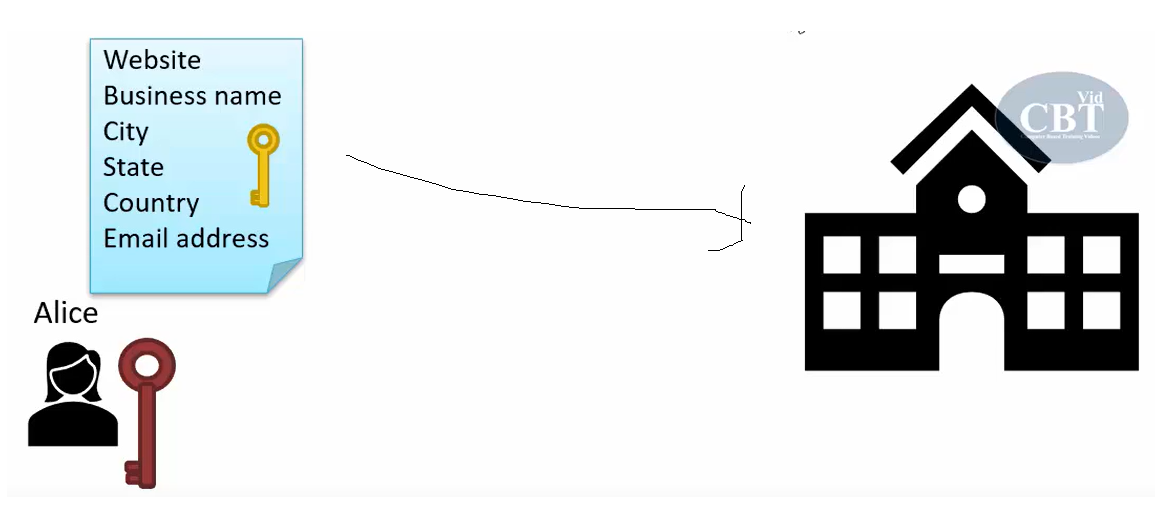 Website
Business name
City
State
Country
Email address
Alice
Vid
CBT